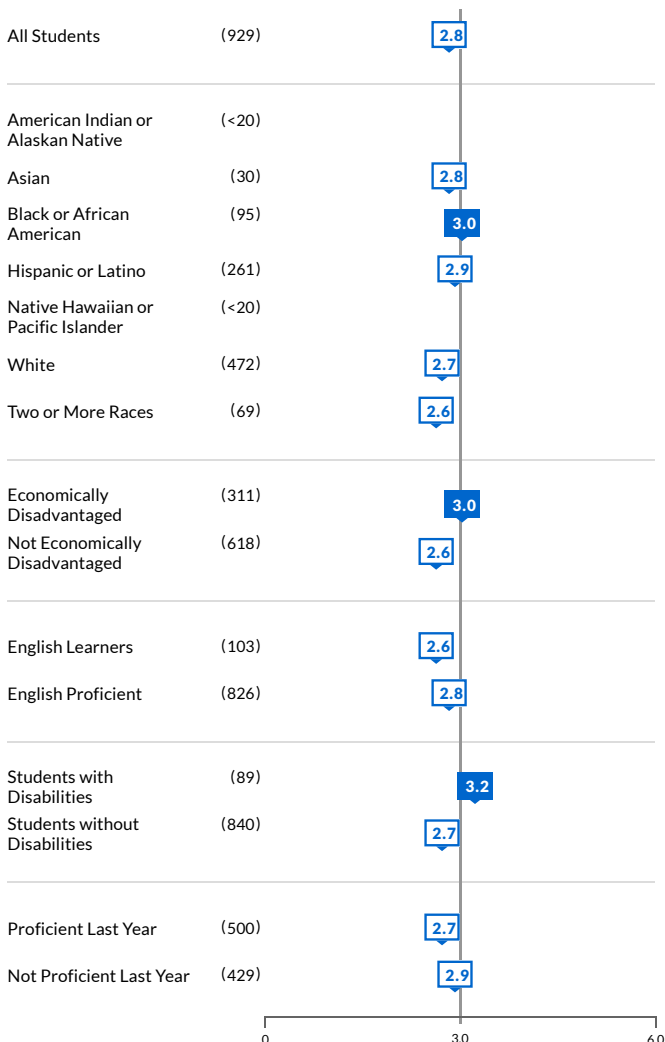 All Students (929) 2.8
American Indian or (<20)
Alaskan Native
Asian (30) 2.8
Black or African (95) 3.0
American
Hispanic or Latino (261) 2.9
Native Hawaiian or (<20)
Pacific Islander
White (472) 2.7
Two or More Races (69) 2.6
Economically (311) 3.0
Disadvantaged
Not Economically (618) 2.6
Disadvantaged
English Learners (103) 2.6
English Proficient (826) 2.8
Students with (89) 3.2
Disabilities
Students without (840) 2.7
Disabilities
Proficient Last Year (500) 2.7
Not Proficient Last Year (429) 2.9
0 3.0 6.0